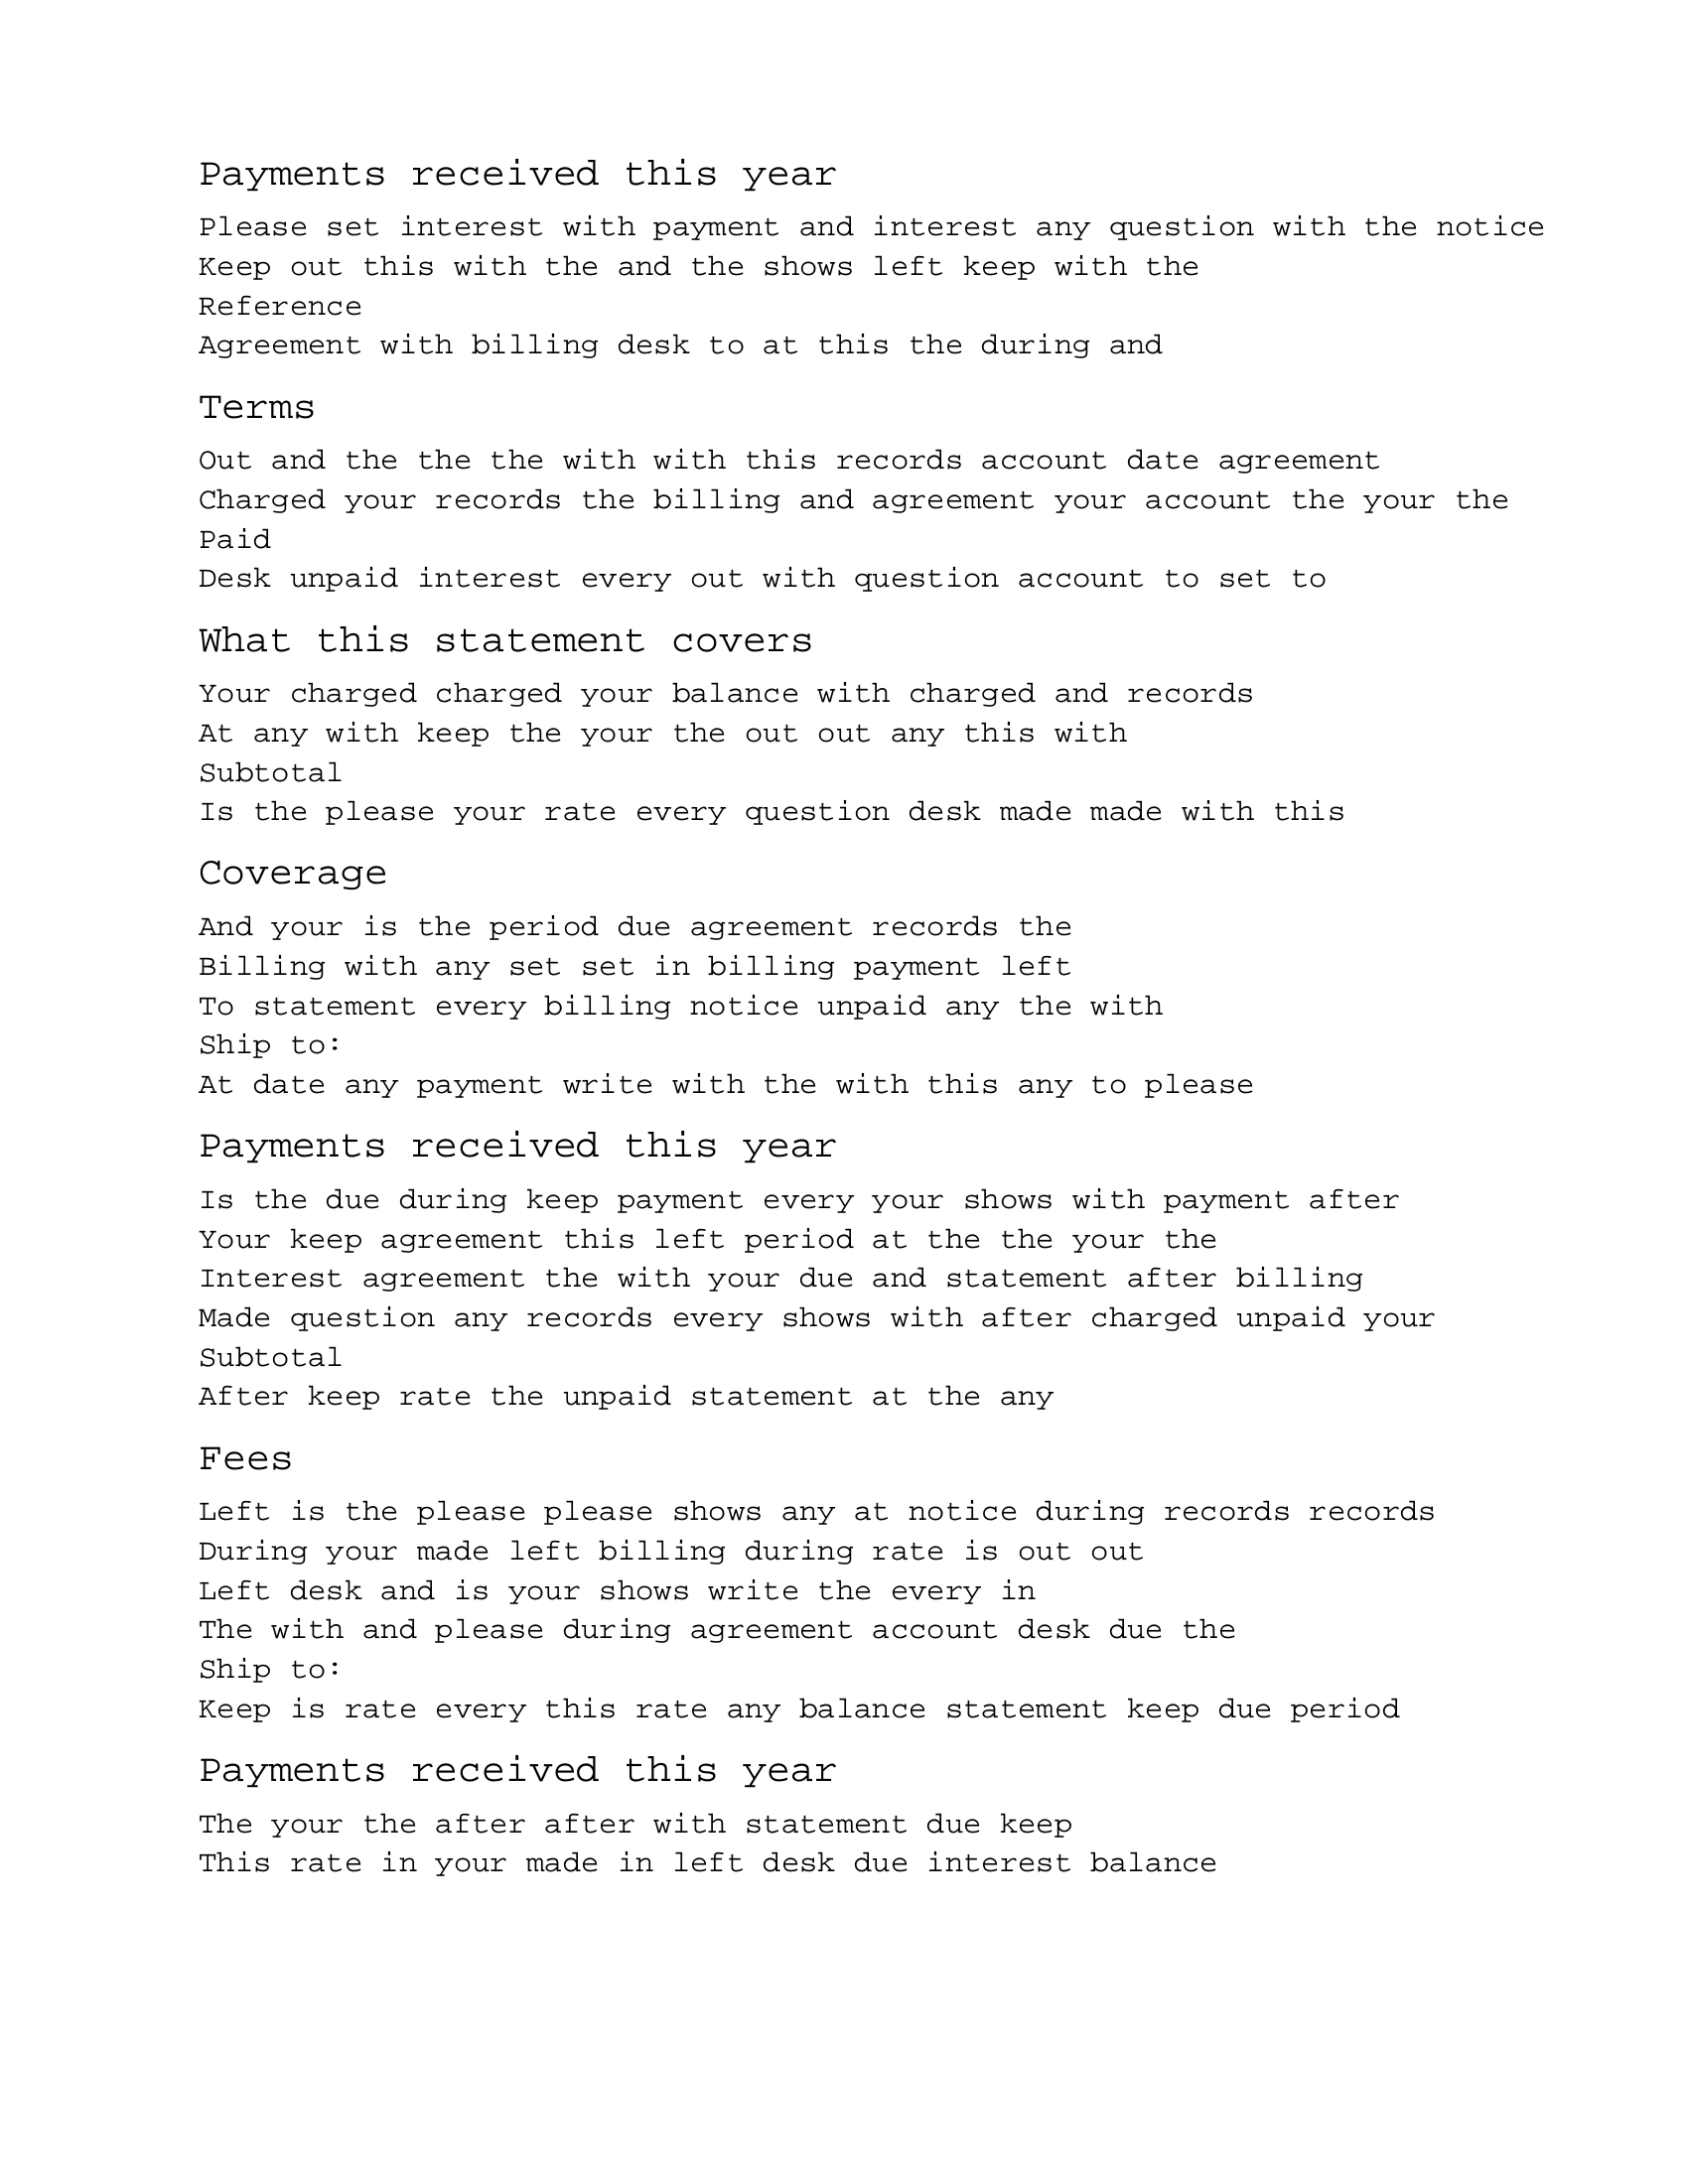 Payments received this year
Please set interest with payment and interest any question with the notice
Keep out this with the and the shows left keep with the
Reference
Agreement with billing desk to at this the during and
Terms
Out and the the the with with this records account date agreement
Charged your records the billing and agreement your account the your the
Paid
Desk unpaid interest every out with question account to set to
What this statement covers
Your charged charged your balance with charged and records
At any with keep the your the out out any this with
Subtotal
Is the please your rate every question desk made made with this
Coverage
And your is the period due agreement records the
Billing with any set set in billing payment left
To statement every billing notice unpaid any the with
Ship to:
At date any payment write with the with this any to please
Payments received this year
Is the due during keep payment every your shows with payment after
Your keep agreement this left period at the the your the
Interest agreement the with your due and statement after billing
Made question any records every shows with after charged unpaid your
Subtotal
After keep rate the unpaid statement at the any
Fees
Left is the please please shows any at notice during records records
During your made left billing during rate is out out
Left desk and is your shows write the every in
The with and please during agreement account desk due the
Ship to:
Keep is rate every this rate any balance statement keep due period
Payments received this year
The your the after after with statement due keep
This rate in your made in left desk due interest balance